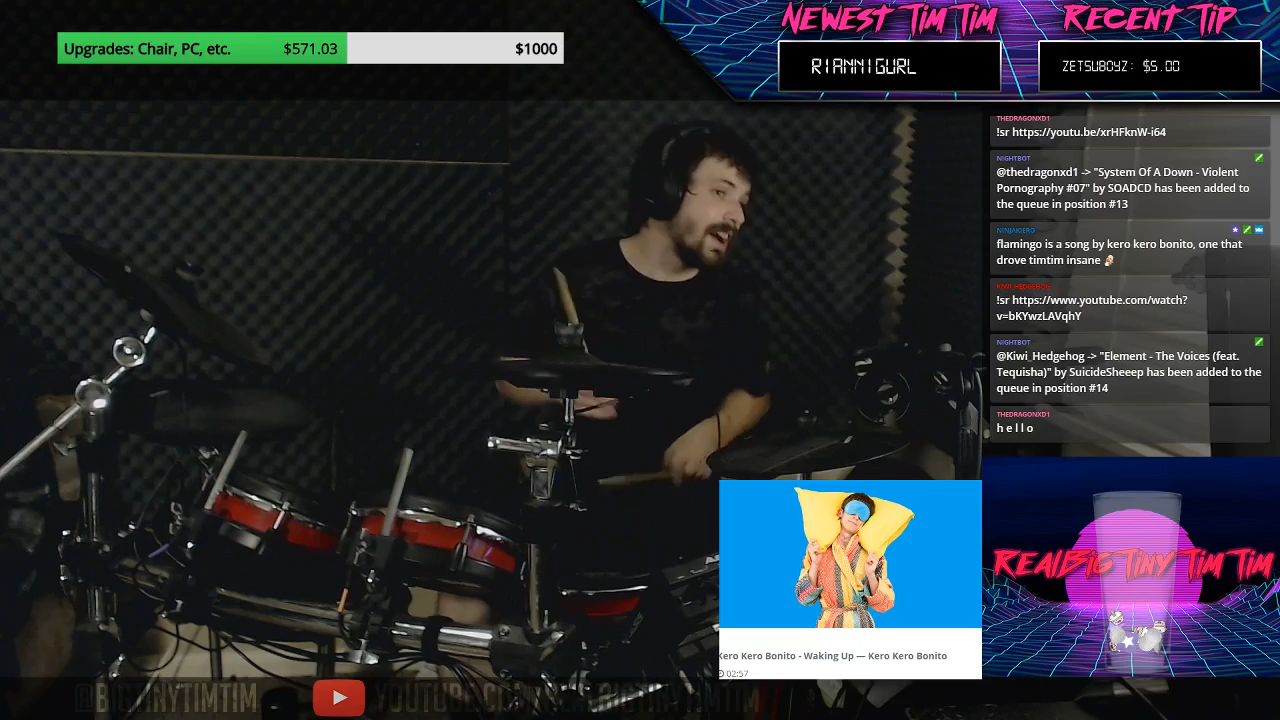 Upgrades: Chair, PC, etc. $571.03 $1000
NEWEST TIM TIM
RIANNIGURL
RECENT TIP
ZETSUBOYZ: $5.00
THEDRAGONXD1
!sr https://youtu.be/xrHFknW-i64
NIGHTBOT
@thedragonxd1 -> "System Of A Down - Violent
Pornography #07" by SOADCD has been added to
the queue in position #13
NINJAKIERO
flamingo is a song by kero kero bonito, one that
drove timtim insane
KIWI_HEDGEHOG
!sr https://www.youtube.com/watch?
v=bKYwzLAVqhY
NIGHTBOT
@Kiwi_Hedgehog -> "Element - The Voices (feat.
Tequisha)" by SuicideSheeep has been added to the
queue in position #14
THEDRAGONXD1
h e l l o
REALBIG TINY TIM TIM
Kero Kero Bonito - Waking Up — Kero Kero Bonito
02:57
@BIGTINYTIMTIM